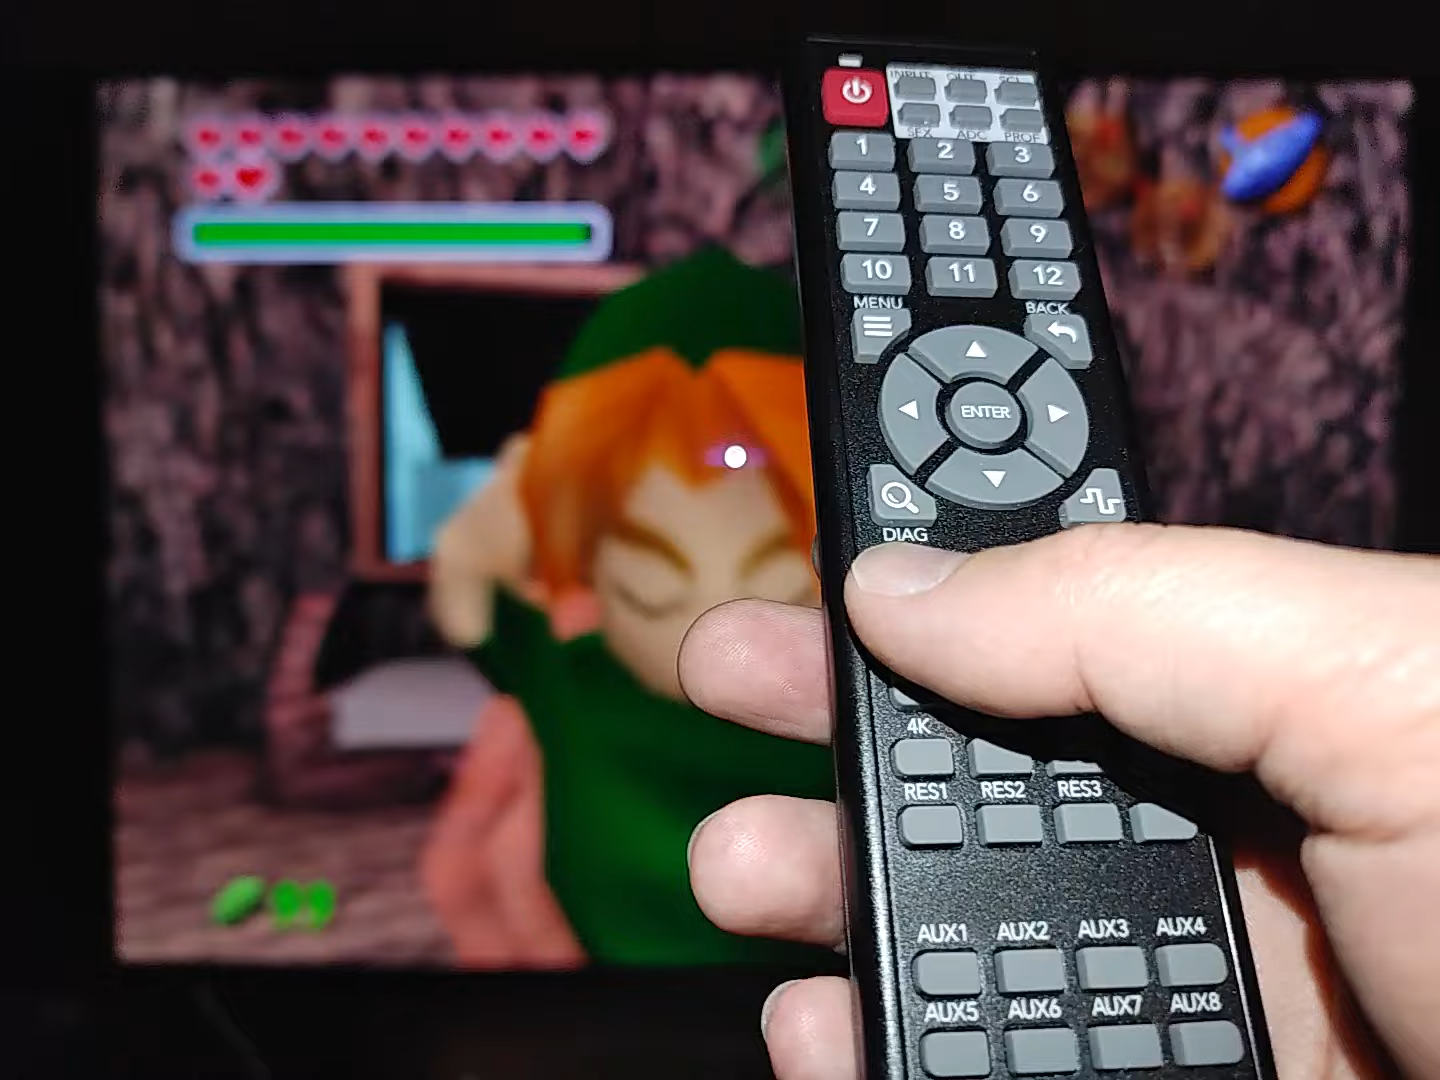 INPUT OUT SCL
SFX ADC PROF
1 2 3
4 5 6
7 8 9
10 11 12
MENU BACK
ENTER
DIAG
4K
RES1 RES2 RES3
AUX1 AUX2 AUX3 AUX4
AUX5 AUX6 AUX7 AUX8